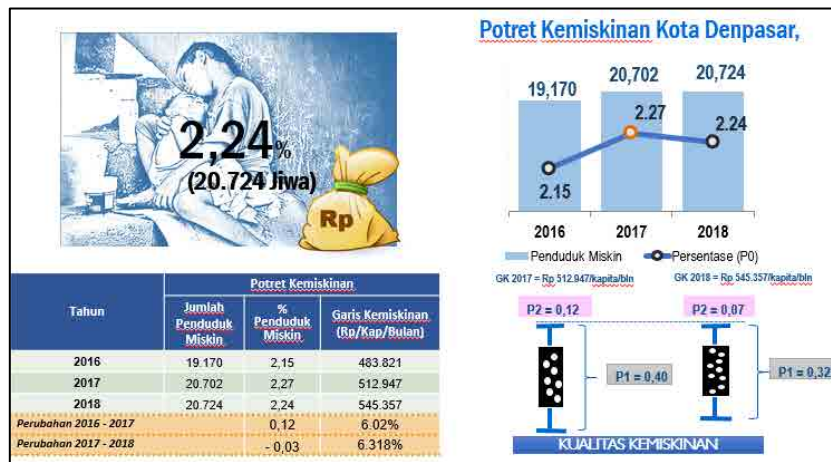 Potret Kemiskinan Kota Denpasar,
2,24%
(20.724 Jiwa)
Rp
19,170
20,702
20,724
2.15
2.27
2.24
2016 2017 2018
Penduduk Miskin Persentase (P0)
GK 2017 = Rp 512.947/kapita/bln GK 2018 = Rp 545.357/kapita/bln
P2 = 0,12 P2 = 0,07
P1 = 0,40 P1 = 0,32
KUALITAS KEMISKINAN
Tahun
Potret Kemiskinan
Jumlah Penduduk Miskin
% Penduduk Miskin
Garis Kemiskinan (Rp/Kap/Bulan)
2016 19.170 2,15 483.821
2017 20.702 2,27 512.947
2018 20.724 2,24 545.357
Perubahan 2016 - 2017 0,12 6.02%
Perubahan 2017 - 2018 - 0,03 6.318%